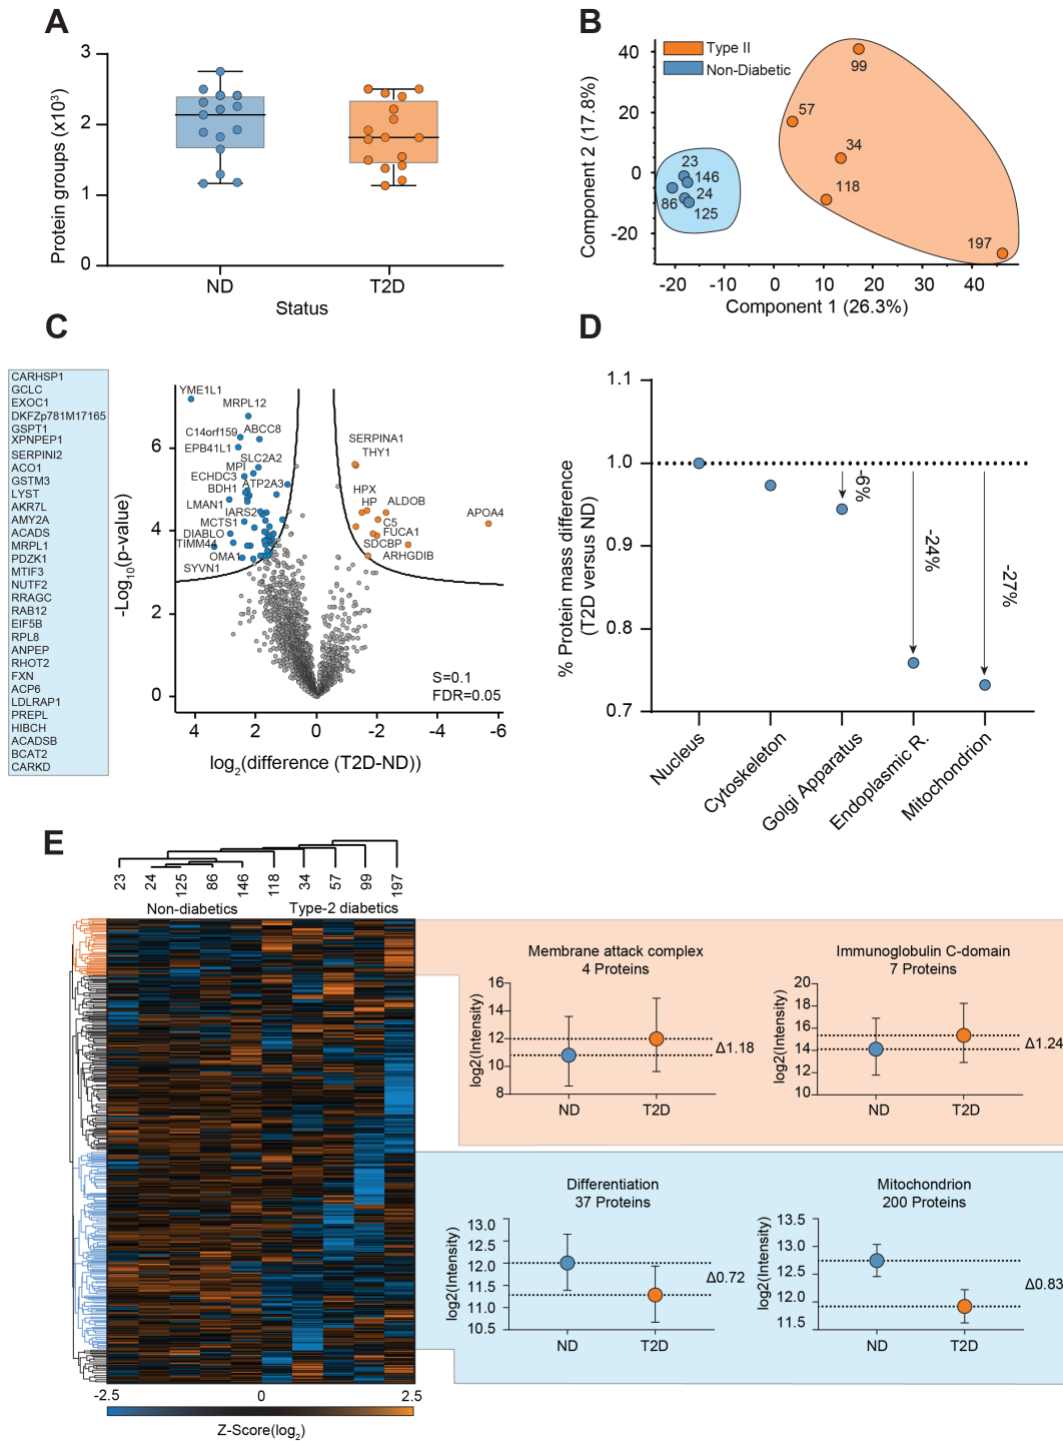 A
Protein groups (x10³)
3
2
1
0
ND
T2D
Status
B
Type II
Non-Diabetic
Component 2 (17.8%)
40
20
0
-20
99
57
34
118
197
23
146
24
86
125
-20
-10
0
10
20
30
40
Component 1 (26.3%)
C
CARHSP1
GCLC
EXOC1
DKFZp781M17165
GSPT1
XPNPEP1
SERPINI2
ACO1
GSTM3
LYST
AKR7L
AMY2A
ACADS
MRPL1
PDZK1
MTIF3
NUTF2
RRAGC
RAB12
EIF5B
RPL8
ANPEP
RHOT2
FXN
ACP6
LDLRAP1
PREPL
HIBCH
ACADSB
BCAT2
CARKD
-Log10(p-value)
6
4
2
0
YME1L1
MRPL12
C14orf159
ABCC8
EPB41L1
SLC2A2
MPI
ECHDC3
ATP2A3
BDH1
LMAN1
IARS2
MCTS1
DIABLO
TIMM44
OMA1
SYVN1
SERPINA1
THY1
HPX
HP
ALDOB
APOA4
C5
FUCA1
SDCBP
ARHGDIB
S=0.1
FDR=0.05
4
2
0
-2
-4
-6
log2(difference (T2D-ND))
D
% Protein mass difference
(T2D versus ND)
1.1
1.0
0.9
0.8
0.7
-6%
-24%
-27%
Nucleus
Cytoskeleton
Golgi Apparatus
Endoplasmic R.
Mitochondrion
E
23
24
125
86
146
118
34
57
99
197
Non-diabetics
Type-2 diabetics
-2.5
0
2.5
Z-Score(log2)
Membrane attack complex
4 Proteins
log2(Intensity)
16
14
12
10
8
Δ1.18
ND
T2D
Immunoglobulin C-domain
7 Proteins
log2(Intensity)
20
18
16
14
12
10
Δ1.24
ND
T2D
Differentiation
37 Proteins
log2(Intensity)
13.0
12.5
12.0
11.5
11.0
10.5
Δ0.72
ND
T2D
Mitochondrion
200 Proteins
log2(Intensity)
13.5
13.0
12.5
12.0
11.5
Δ0.83
ND
T2D